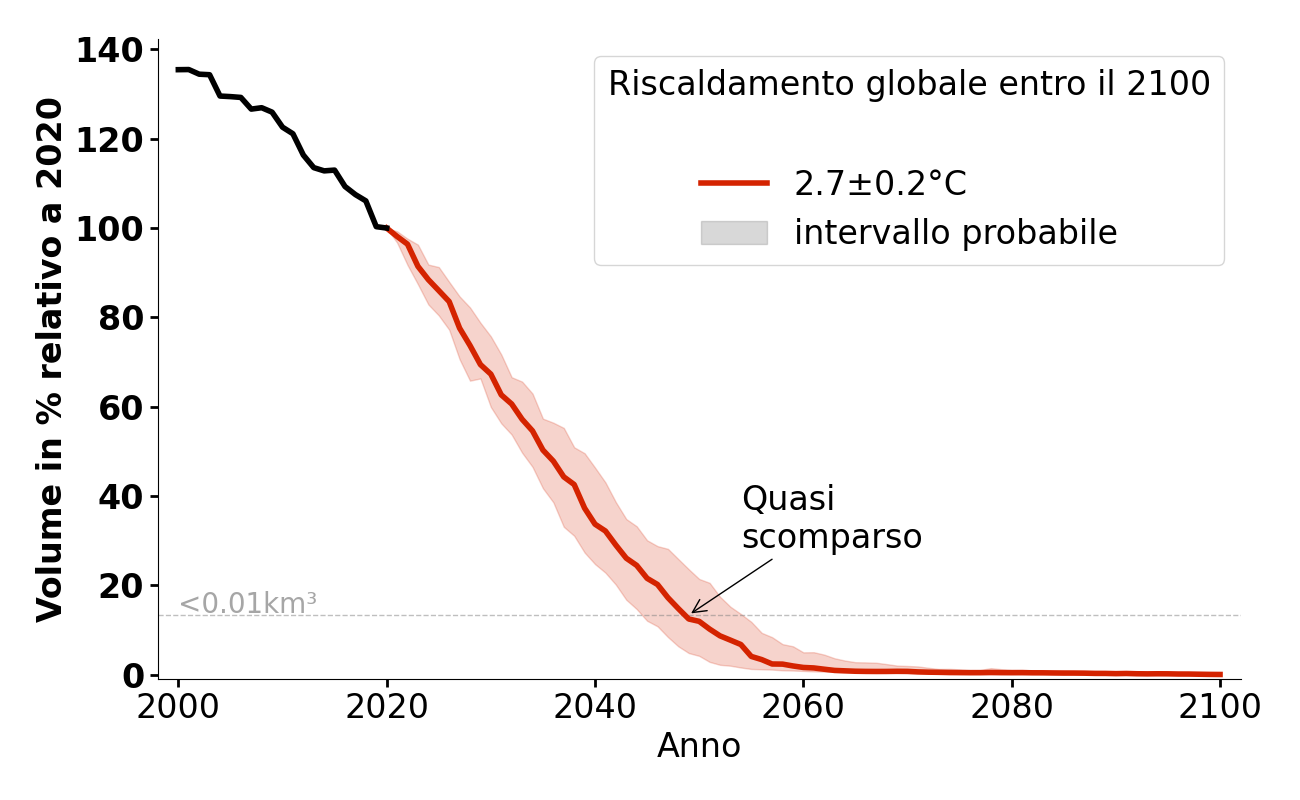 Volume in % relativo a 2020
140
120
100
80
60
40
20
0
Riscaldamento globale entro il 2100
2.7±0.2°C
intervallo probabile
Quasi
scomparso
<0.01km³
2000
2020
2040
2060
2080
2100
Anno